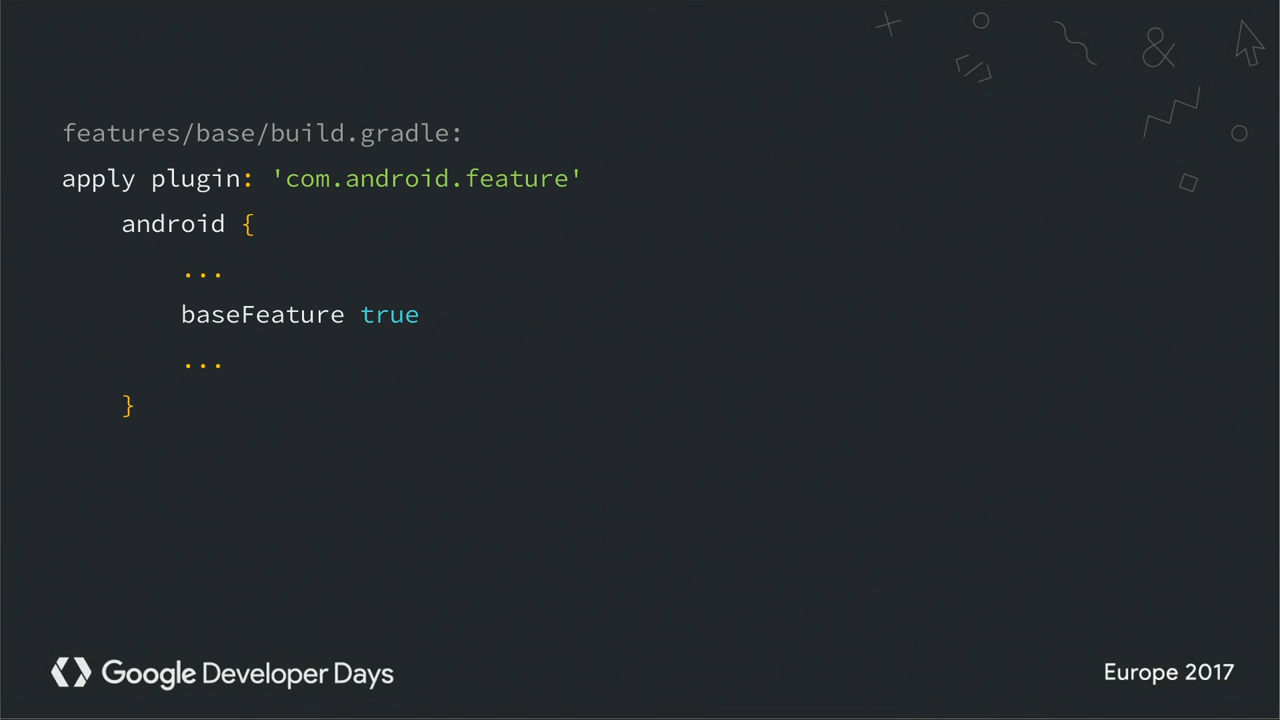 features/base/build.gradle:
apply plugin: 'com.android.feature'
android {
...
baseFeature true
...
}
Google Developer Days
Europe 2017